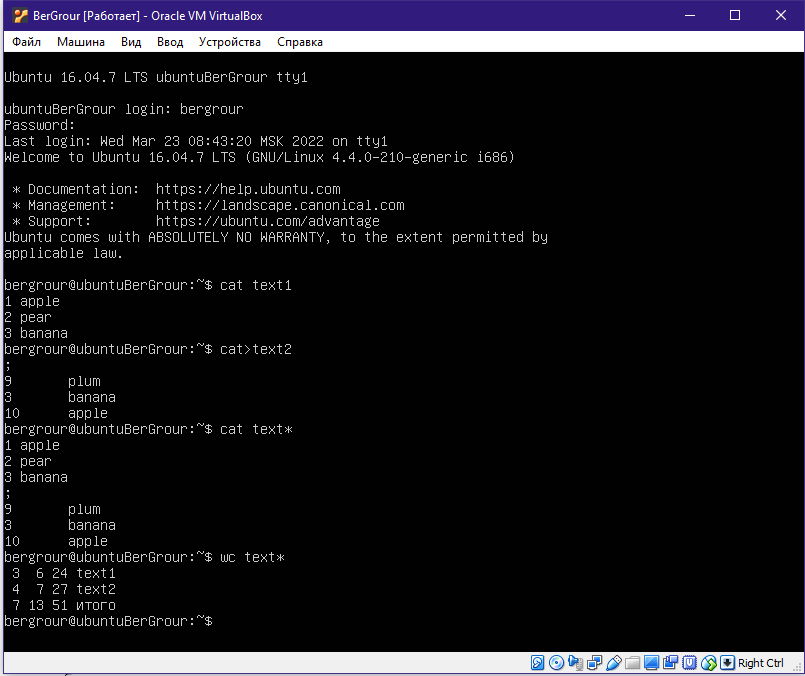 BerGrour [Работает] - Oracle VM VirtualBox
Файл Машина Вид Ввод Устройства Справка
Ubuntu 16.04.7 LTS ubuntuBerGrour tty1
ubuntuBerGrour login: bergrour
Password:
Last login: Wed Mar 23 08:43:20 MSK 2022 on tty1
Welcome to Ubuntu 16.04.7 LTS (GNU/Linux 4.4.0-210-generic i686)
* Documentation:  https://help.ubuntu.com
* Management:     https://landscape.canonical.com
* Support:        https://ubuntu.com/advantage
Ubuntu comes with ABSOLUTELY NO WARRANTY, to the extent permitted by
applicable law.
bergrour@ubuntuBerGrour:~$ cat text1
1 apple
2 pear
3 banana
bergrour@ubuntuBerGrour:~$ cat>text2
;
9       plum
3       banana
10      apple
bergrour@ubuntuBerGrour:~$ cat text*
1 apple
2 pear
3 banana
;
9       plum
3       banana
10      apple
bergrour@ubuntuBerGrour:~$ wc text*
3  6 24 text1
4  7 27 text2
7 13 51 итого
bergrour@ubuntuBerGrour:~$
Right Ctrl